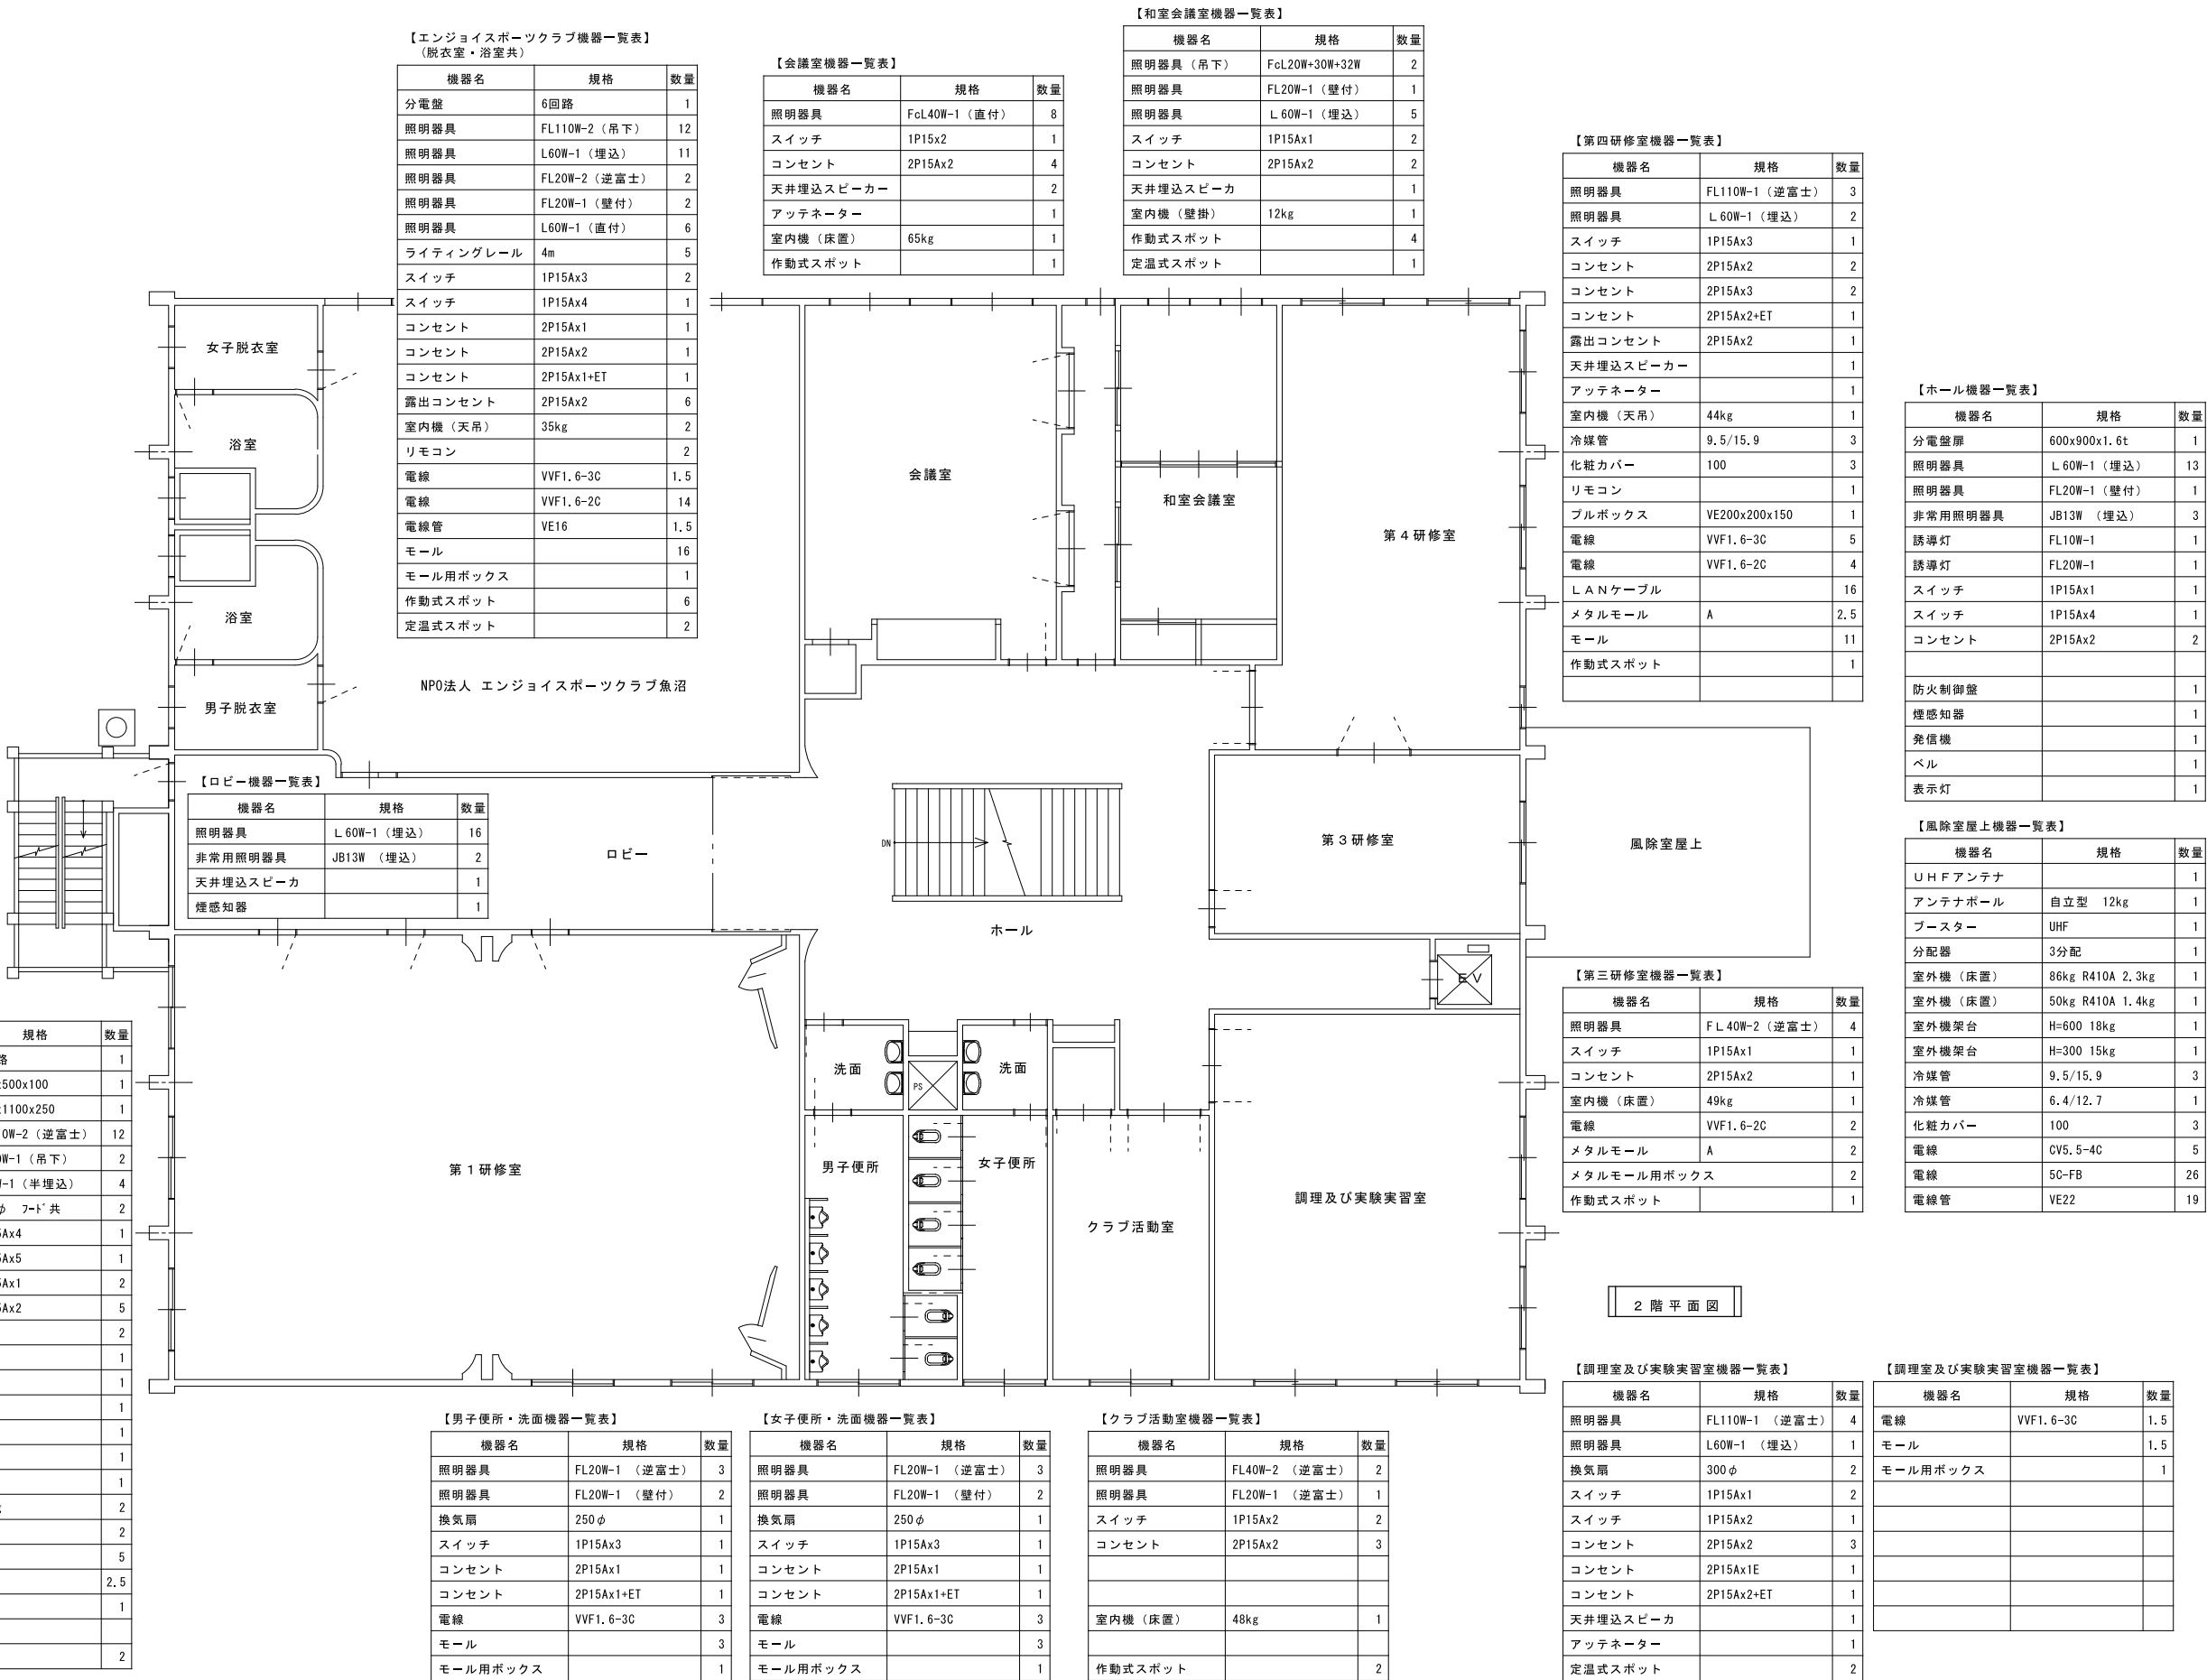 【エンジョイスポーツクラブ機器一覧表】
（脱衣室・浴室共）
機器名 規格 数量
分電盤 6回路 1
照明器具 FL110W-2（吊下） 12
照明器具 L60W-1（埋込） 11
照明器具 FL20W-2（逆富士） 2
照明器具 FL20W-1（壁付） 2
照明器具 L60W-1（直付） 6
ライティングレール 4m 5
スイッチ 1P15Ax3 2
スイッチ 1P15Ax4 1
コンセント 2P15Ax1 1
コンセント 2P15Ax2 1
コンセント 2P15Ax1+ET 1
露出コンセント 2P15Ax2 6
室内機（天吊） 35kg 2
リモコン 2
電線 VVF1.6-3C 1.5
電線 VVF1.6-2C 14
電線管 VE16 1.5
モール 16
モール用ボックス 1
作動式スポット 6
定温式スポット 2
【会議室機器一覧表】
機器名 規格 数量
照明器具 FcL40W-1（直付） 8
スイッチ 1P15x2 1
コンセント 2P15Ax2 4
天井埋込スピーカー 2
アッテネーター 1
室内機（床置） 65kg 1
作動式スポット 1
【和室会議室機器一覧表】
機器名 規格 数量
照明器具（吊下） FcL20W+30W+32W 2
照明器具 FL20W-1（壁付） 1
照明器具 L60W-1（埋込） 5
スイッチ 1P15Ax1 2
コンセント 2P15Ax2 2
天井埋込スピーカ 1
室内機（壁掛） 12kg 1
作動式スポット 4
定温式スポット 1
【第四研修室機器一覧表】
機器名 規格 数量
照明器具 FL110W-1（逆富士） 3
照明器具 L60W-1（埋込） 2
スイッチ 1P15Ax3 1
コンセント 2P15Ax2 2
コンセント 2P15Ax3 2
コンセント 2P15Ax2+ET 1
露出コンセント 2P15Ax2 1
天井埋込スピーカー 1
アッテネーター 1
室内機（天吊） 44kg 1
冷媒管 9.5/15.9 3
化粧カバー 100 3
リモコン 1
プルボックス VE200x200x150 1
電線 VVF1.6-3C 5
電線 VVF1.6-2C 4
LANケーブル 16
メタルモール A 2.5
モール 11
作動式スポット 1
【ホール機器一覧表】
機器名 規格 数量
分電盤扉 600x900x1.6t 1
照明器具 L60W-1（埋込） 13
照明器具 FL20W-1（壁付） 1
非常用照明器具 JB13W （埋込） 3
誘導灯 FL10W-1 1
誘導灯 FL20W-1 1
スイッチ 1P15Ax1 1
スイッチ 1P15Ax4 1
コンセント 2P15Ax2 2
防火制御盤 1
煙感知器 1
発信機 1
ベル 1
表示灯 1
【風除室屋上機器一覧表】
機器名 規格 数量
UHFアンテナ 1
アンテナポール 自立型 12kg 1
ブースター UHF 1
分配器 3分配 1
室外機（床置） 86kg R410A 2.3kg 1
室外機（床置） 50kg R410A 1.4kg 1
室外機架台 H=600 18kg 1
室外機架台 H=300 15kg 1
冷媒管 9.5/15.9 3
冷媒管 6.4/12.7 1
化粧カバー 100 3
電線 CV5.5-4C 5
電線 5C-FB 26
電線管 VE22 19
女子脱衣室
浴室
浴室
男子脱衣室
NPO法人 エンジョイスポーツクラブ魚沼
会議室
和室会議室
第4研修室
【ロビー機器一覧表】
機器名 規格 数量
照明器具 L60W-1（埋込） 16
非常用照明器具 JB13W （埋込） 2
天井埋込スピーカ 1
煙感知器 1
ロビー
DN
ホール
第3研修室
風除室屋上
EV
【第三研修室機器一覧表】
機器名 規格 数量
照明器具 FL40W-2（逆富士） 4
スイッチ 1P15Ax1 1
コンセント 2P15Ax2 1
室内機（床置） 49kg 1
電線 VVF1.6-2C 2
メタルモール A 2
メタルモール用ボックス 2
作動式スポット 1
規格 数量
路 1
500x100 1
1100x250 1
0W-2（逆富士） 12
W-1（吊下） 2
-1（半埋込） 4
φ フード共 2
Ax4 1
Ax5 1
Ax1 2
Ax2 5
2
1
1
1
1
1
1
2
2
5
2.5
1
2
第1研修室
洗面
PS
洗面
男子便所
女子便所
クラブ活動室
調理及び実験実習室
2階平面図
【男子便所・洗面機器一覧表】
機器名 規格 数量
照明器具 FL20W-1 （逆富士） 3
照明器具 FL20W-1 （壁付） 2
換気扇 250φ 1
スイッチ 1P15Ax3 1
コンセント 2P15Ax1 1
コンセント 2P15Ax1+ET 1
電線 VVF1.6-3C 3
モール 3
モール用ボックス 1
【女子便所・洗面機器一覧表】
機器名 規格 数量
照明器具 FL20W-1 （逆富士） 3
照明器具 FL20W-1 （壁付） 2
換気扇 250φ 1
スイッチ 1P15Ax3 1
コンセント 2P15Ax1 1
コンセント 2P15Ax1+ET 1
電線 VVF1.6-3C 3
モール 3
モール用ボックス 1
【クラブ活動室機器一覧表】
機器名 規格 数量
照明器具 FL40W-2 （逆富士） 2
照明器具 FL20W-1 （逆富士） 1
スイッチ 1P15Ax2 2
コンセント 2P15Ax2 3
室内機（床置） 48kg 1
作動式スポット 2
【調理室及び実験実習室機器一覧表】
機器名 規格 数量
照明器具 FL110W-1 （逆富士） 4
照明器具 L60W-1 （埋込） 1
換気扇 300φ 2
スイッチ 1P15Ax1 2
スイッチ 1P15Ax2 1
コンセント 2P15Ax2 3
コンセント 2P15Ax1E 1
コンセント 2P15Ax2+ET 1
天井埋込スピーカ 1
アッテネーター 1
定温式スポット 2
【調理室及び実験実習室機器一覧表】
機器名 規格 数量
電線 VVF1.6-3C 1.5
モール 1.5
モール用ボックス 1